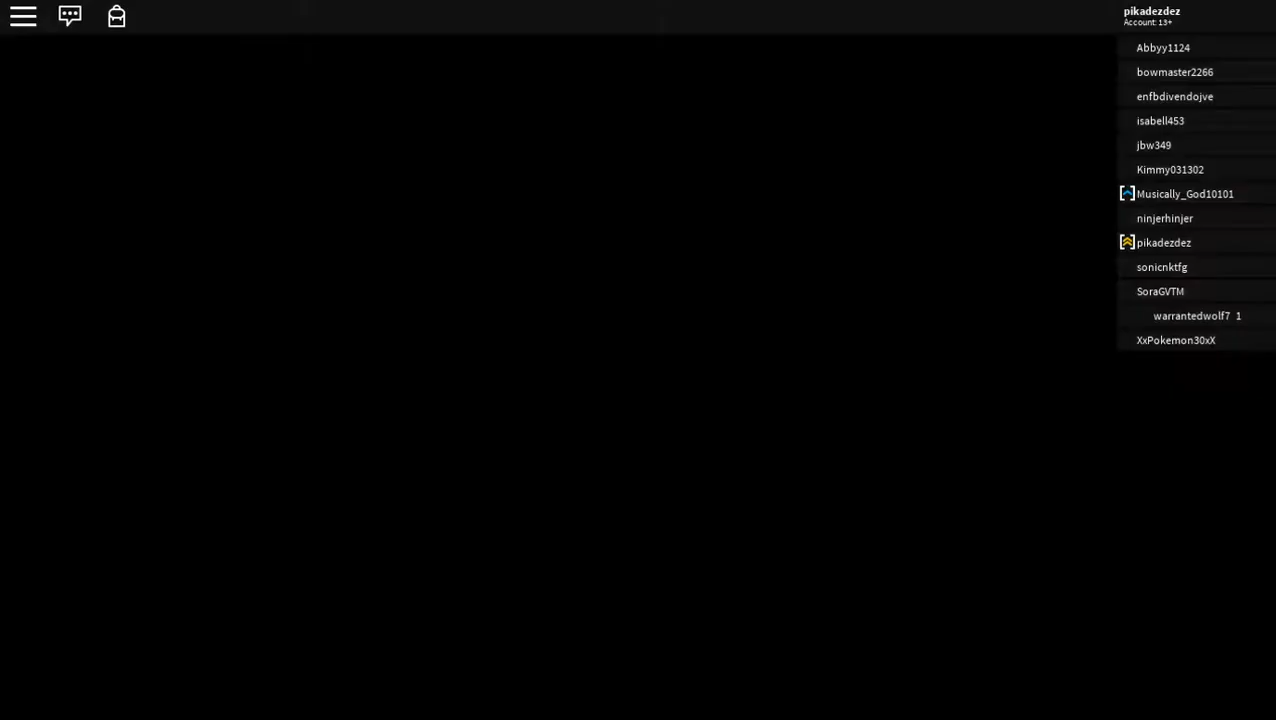 pikadezdez
Account: 13+
Abbyy1124
bowmaster2266
enfbdivendojve
isabell453
jbw349
Kimmy031302
Musically_God10101
ninjerhinjer
pikadezdez
sonicnktfg
SoraGVTM
warrantedwolf7 1
XxPokemon30xX